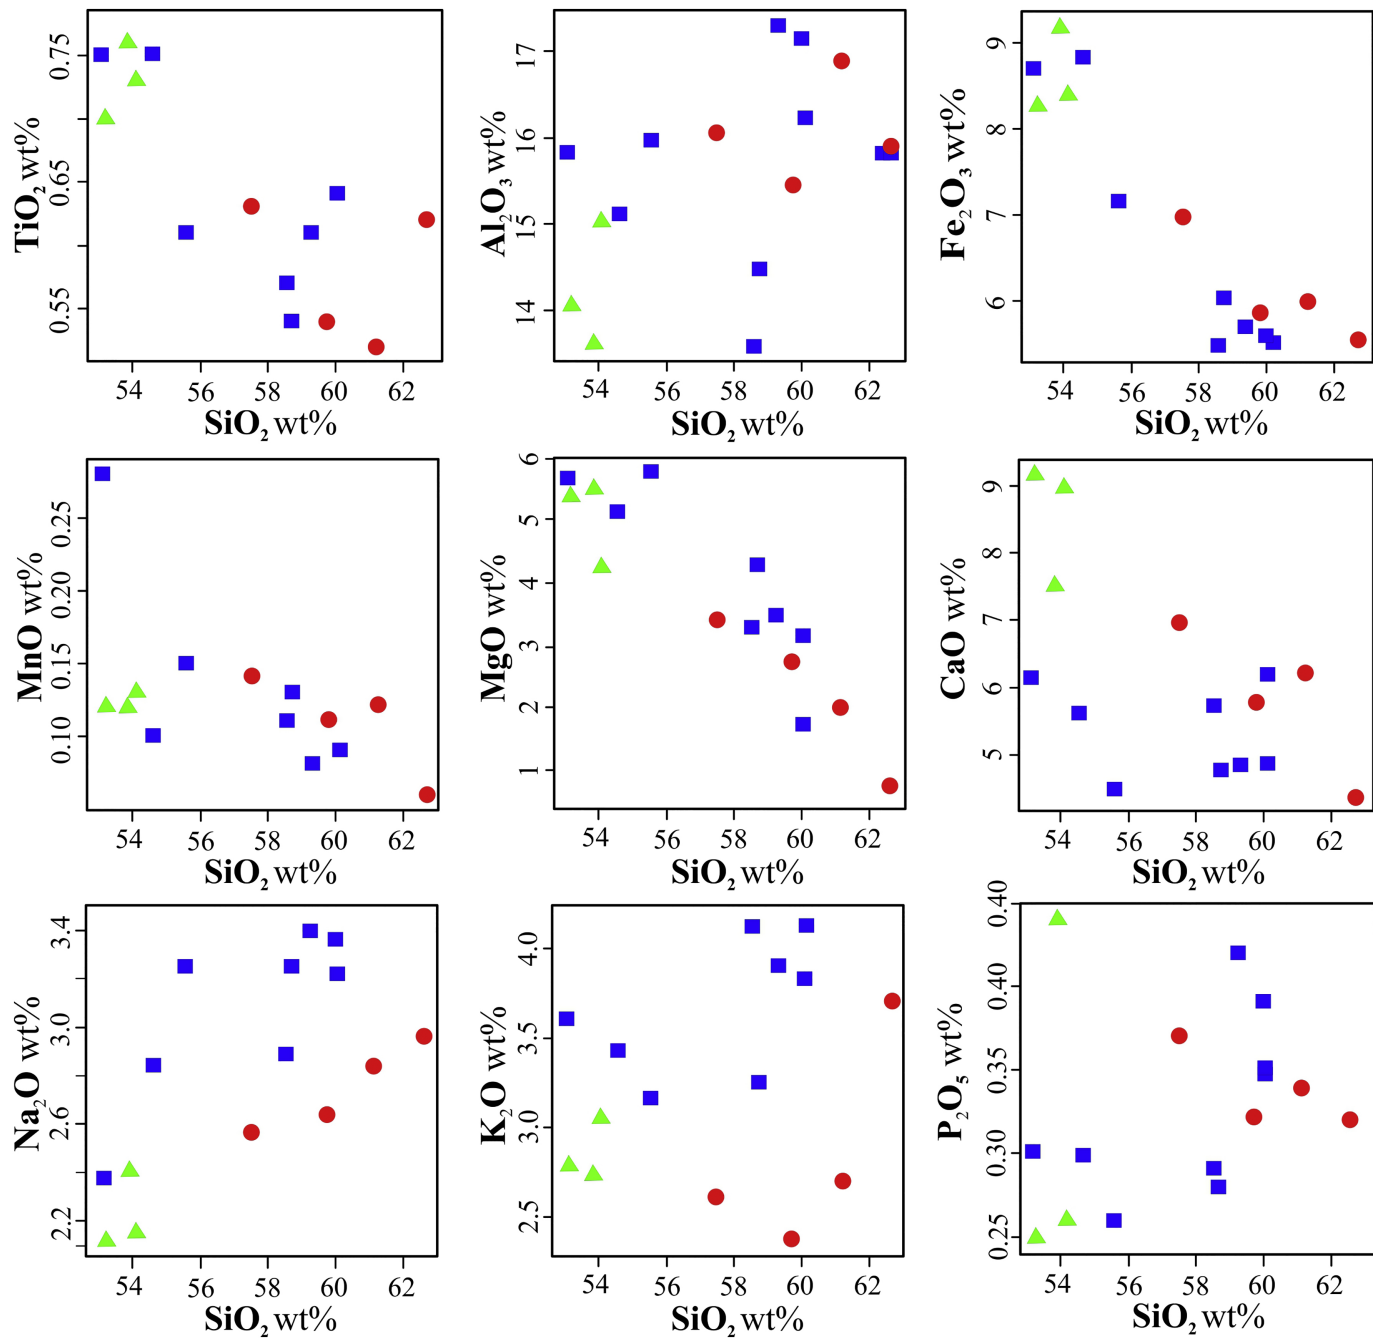 TiO₂ wt%
0.75
0.65
0.55
54 56 58 60 62
SiO₂ wt%
Al₂O₃ wt%
17
16
15
14
54 56 58 60 62
SiO₂ wt%
Fe₂O₃ wt%
9
8
7
6
54 56 58 60 62
SiO₂ wt%
MnO wt%
0.25
0.20
0.15
0.10
54 56 58 60 62
SiO₂ wt%
MgO wt%
6
5
4
3
2
1
54 56 58 60 62
SiO₂ wt%
CaO wt%
9
8
7
6
5
54 56 58 60 62
SiO₂ wt%
Na₂O wt%
3.4
3.0
2.6
2.2
54 56 58 60 62
SiO₂ wt%
K₂O wt%
4.0
3.5
3.0
2.5
54 56 58 60 62
SiO₂ wt%
P₂O₅ wt%
0.40
0.40
0.35
0.30
0.25
54 56 58 60 62
SiO₂ wt%